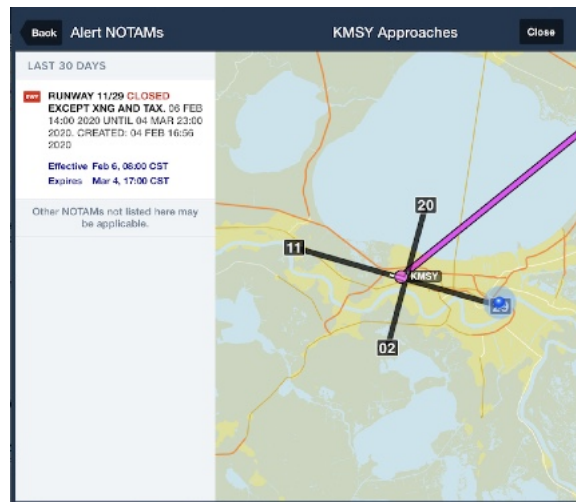 Back Alert NOTAMs KMSY Approaches Close
LAST 30 DAYS
RWY RUNWAY 11/29 CLOSED
EXCEPT XNG AND TAX. 06 FEB
14:00 2020 UNTIL 04 MAR 23:00
2020. CREATED: 04 FEB 16:56
2020
Effective Feb 6, 08:00 CST
Expires Mar 4, 17:00 CST
Other NOTAMs not listed here may
be applicable.
20
11
KMSY
29
02